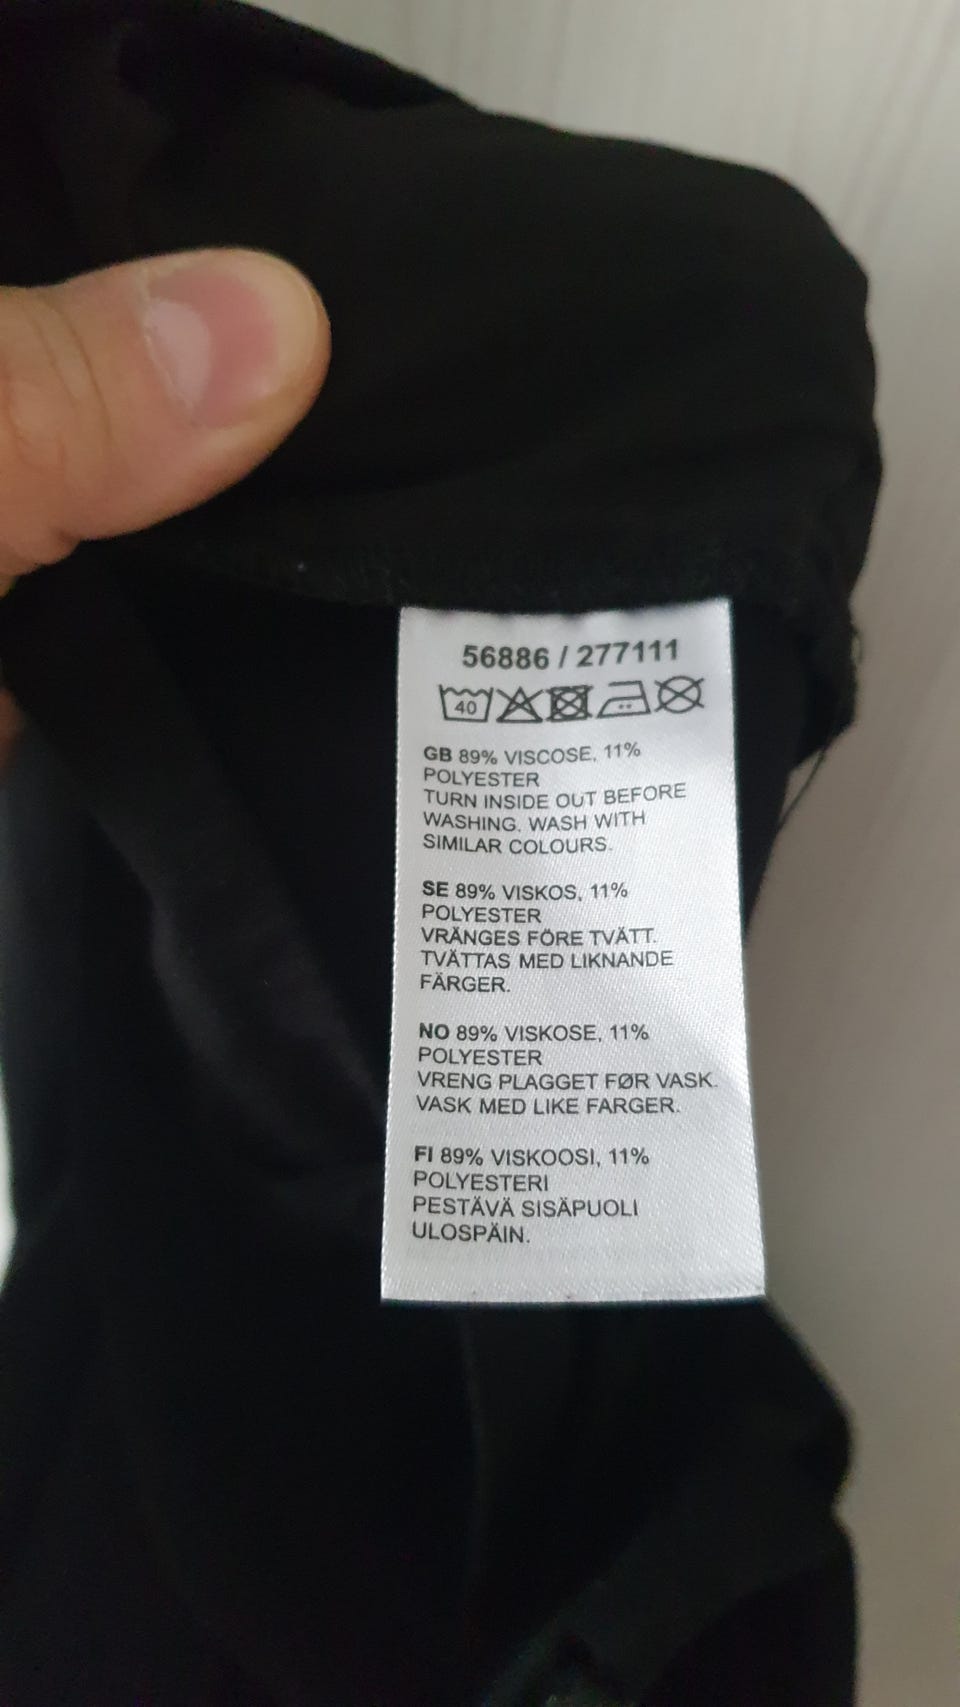 56886 / 277111
40
GB 89% VISCOSE, 11%
POLYESTER
TURN INSIDE OUT BEFORE
WASHING. WASH WITH
SIMILAR COLOURS.
SE 89% VISKOS, 11%
POLYESTER
VRÄNGES FÖRE TVÄTT.
TVÄTTAS MED LIKNANDE
FÄRGER.
NO 89% VISKOSE, 11%
POLYESTER
VRENG PLAGGET FØR VASK.
VASK MED LIKE FARGER.
FI 89% VISKOOSI, 11%
POLYESTERI
PESTÄVÄ SISÄPUOLI
ULOSPÄIN.